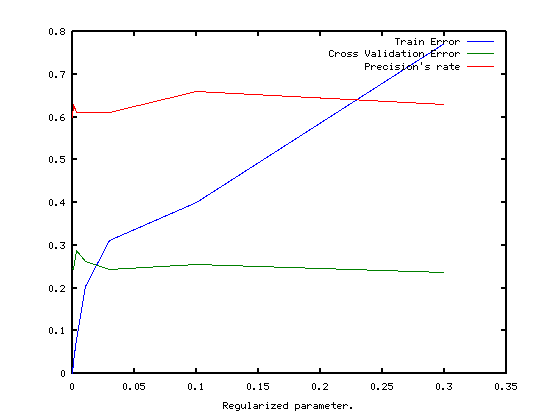 0.8
0.7
0.6
0.5
0.4
0.3
0.2
0.1
0
Train Error
Cross Validation Error
Precision's rate
0 0.05 0.1 0.15 0.2 0.25 0.3 0.35
Regularized parameter.